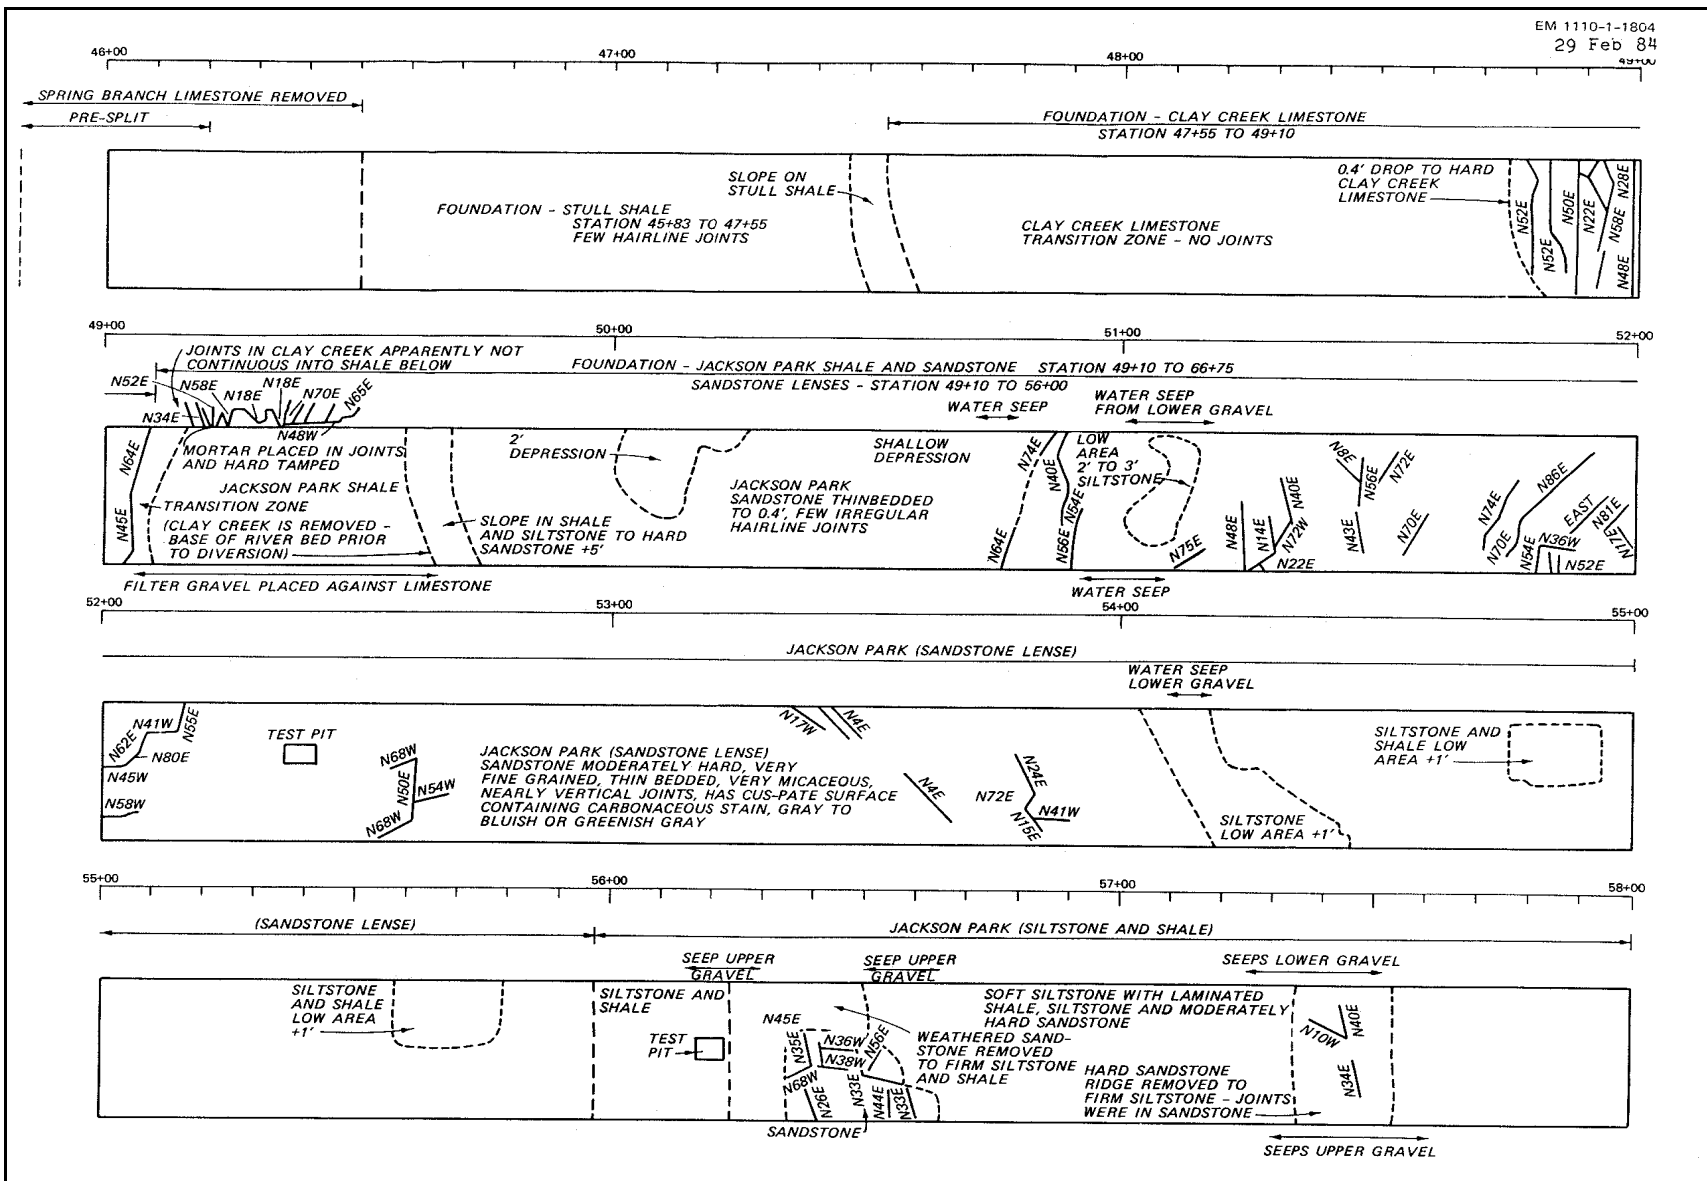 EM 1110-1-1804
29 Feb 84
46+00
47+00
48+00
49+00
SPRING BRANCH LIMESTONE REMOVED
PRE-SPLIT
FOUNDATION - CLAY CREEK LIMESTONE
STATION 47+55 TO 49+10
FOUNDATION - STULL SHALE
STATION 45+83 TO 47+55
FEW HAIRLINE JOINTS
SLOPE ON
STULL SHALE
CLAY CREEK LIMESTONE
TRANSITION ZONE - NO JOINTS
0.4' DROP TO HARD
CLAY CREEK
LIMESTONE
N52E
N52E
N50E
N22E
N58E
N28E
N48E
49+00
50+00
51+00
52+00
JOINTS IN CLAY CREEK APPARENTLY NOT
CONTINUOUS INTO SHALE BELOW
FOUNDATION - JACKSON PARK SHALE AND SANDSTONE STATION 49+10 TO 66+75
SANDSTONE LENSES - STATION 49+10 TO 56+00
N52E
N58E
N18E
N18E
N70E
N65E
N34E
N48W
WATER SEEP
WATER SEEP
FROM LOWER GRAVEL
N64E
N45E
MORTAR PLACED IN JOINTS
AND HARD TAMPED
JACKSON PARK SHALE
TRANSITION ZONE
(CLAY CREEK IS REMOVED -
BASE OF RIVER BED PRIOR
TO DIVERSION)
2'
DEPRESSION
SLOPE IN SHALE
AND SILTSTONE TO HARD
SANDSTONE +5'
SHALLOW
DEPRESSION
JACKSON PARK
SANDSTONE THINBEDDED
TO 0.4', FEW IRREGULAR
HAIRLINE JOINTS
N74E
N40E
N54E
N64E
N56E
LOW
AREA
2' TO 3'
SILTSTONE
N75E
N48E
N14E
N40E
N72W
N22E
N8E
N56E
N72E
N43E
N70E
N74E
N86E
N70E
EAST
N81E
N17E
N54E
N36W
N52E
FILTER GRAVEL PLACED AGAINST LIMESTONE
WATER SEEP
52+00
53+00
54+00
55+00
JACKSON PARK (SANDSTONE LENSE)
WATER SEEP
LOWER GRAVEL
N41W
N55E
N62E
N80E
N45W
N58W
TEST PIT
N68W
N50E
N54W
N68W
JACKSON PARK (SANDSTONE LENSE)
SANDSTONE MODERATELY HARD, VERY
FINE GRAINED, THIN BEDDED, VERY MICACEOUS,
NEARLY VERTICAL JOINTS, HAS CUS-PATE SURFACE
CONTAINING CARBONACEOUS STAIN, GRAY TO
BLUISH OR GREENISH GRAY
N17W
N4E
N4E
N24E
N72E
N41W
N15E
SILTSTONE
LOW AREA +1'
SILTSTONE AND
SHALE LOW
AREA +1'
55+00
56+00
57+00
58+00
(SANDSTONE LENSE)
JACKSON PARK (SILTSTONE AND SHALE)
SEEP UPPER
GRAVEL
SEEP UPPER
GRAVEL
SEEPS LOWER GRAVEL
SILTSTONE
AND SHALE
LOW AREA
+1'
SILTSTONE AND
SHALE
TEST
PIT
N45E
N35E
N36W
N38W
N56E
N68W
N26E
N33E
N44E
N33E
SANDSTONE
WEATHERED SAND-
STONE REMOVED
TO FIRM SILTSTONE
AND SHALE
SOFT SILTSTONE WITH LAMINATED
SHALE, SILTSTONE AND MODERATELY
HARD SANDSTONE
HARD SANDSTONE
RIDGE REMOVED TO
FIRM SILTSTONE - JOINTS
WERE IN SANDSTONE
N10W
N40E
N34E
SEEPS UPPER GRAVEL